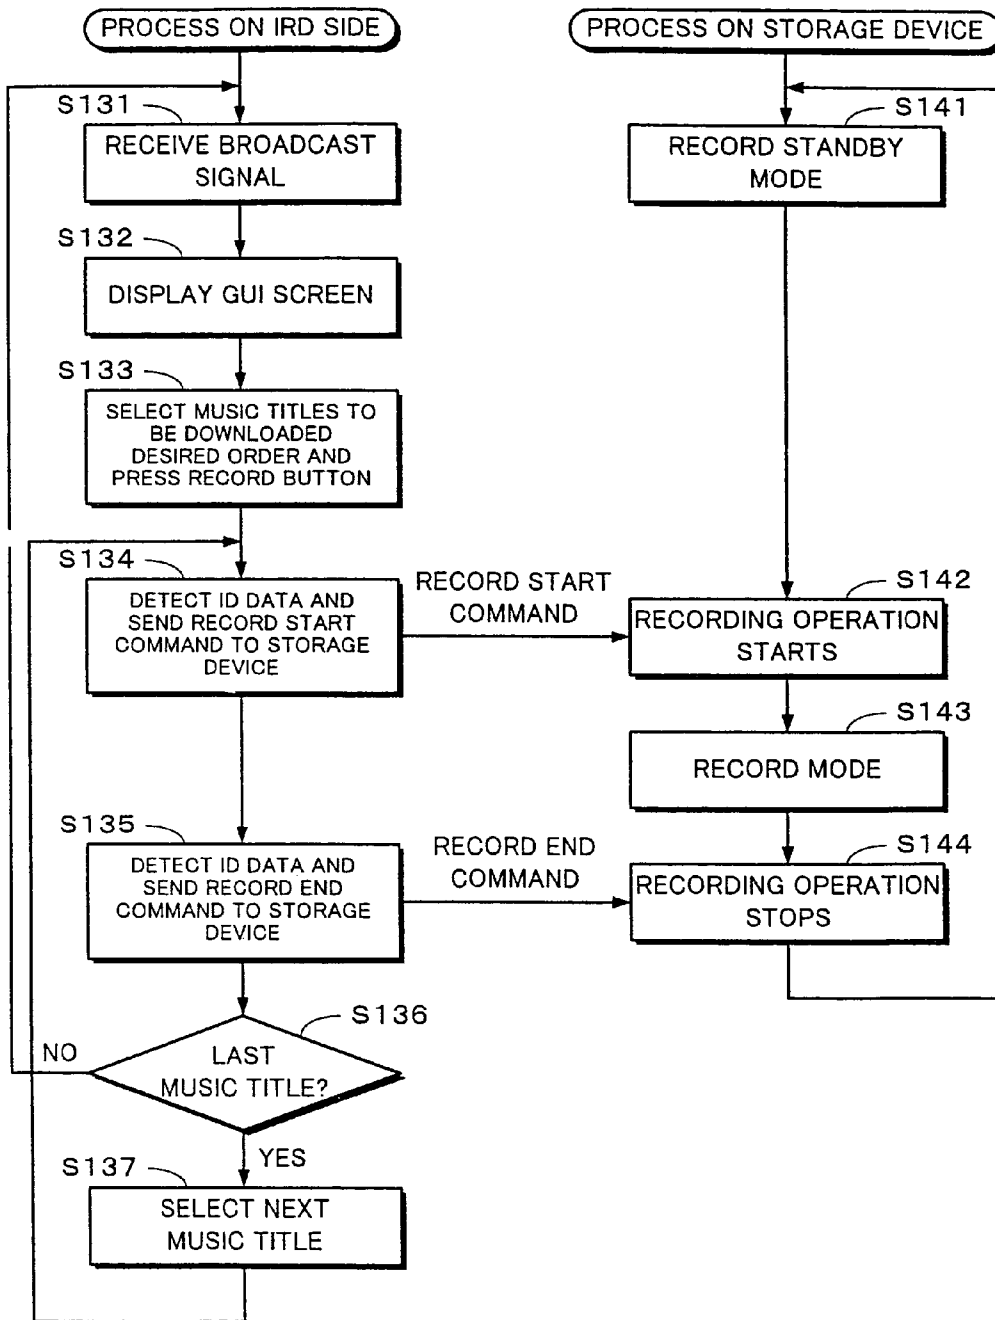 PROCESS ON IRD SIDE
PROCESS ON STORAGE DEVICE
S131
RECEIVE BROADCAST
SIGNAL
S132
DISPLAY GUI SCREEN
S133
SELECT MUSIC TITLES TO
BE DOWNLOADED
DESIRED ORDER AND
PRESS RECORD BUTTON
S134
DETECT ID DATA AND
SEND RECORD START
COMMAND TO STORAGE
DEVICE
RECORD START
COMMAND
S135
DETECT ID DATA AND
SEND RECORD END
COMMAND TO STORAGE
DEVICE
RECORD END
COMMAND
S136
LAST
MUSIC TITLE?
NO
YES
S137
SELECT NEXT
MUSIC TITLE
S141
RECORD STANDBY
MODE
S142
RECORDING OPERATION
STARTS
S143
RECORD MODE
S144
RECORDING OPERATION
STOPS